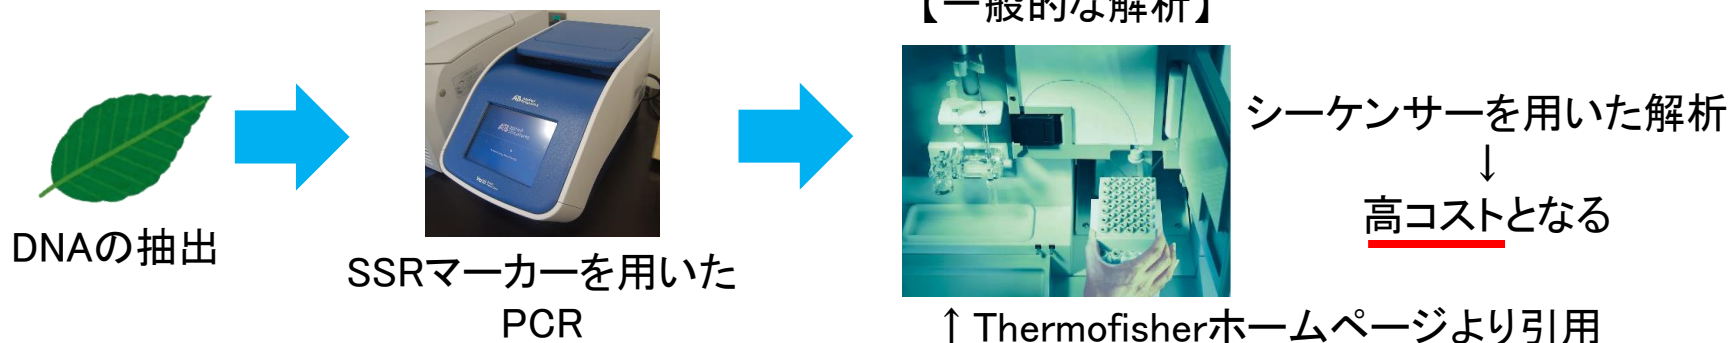 【一般的な解析】
DNAの抽出
SSRマーカーを用いた
PCR
シーケンサーを用いた解析
↓
高コストとなる
↑Thermofisherホームページより引用